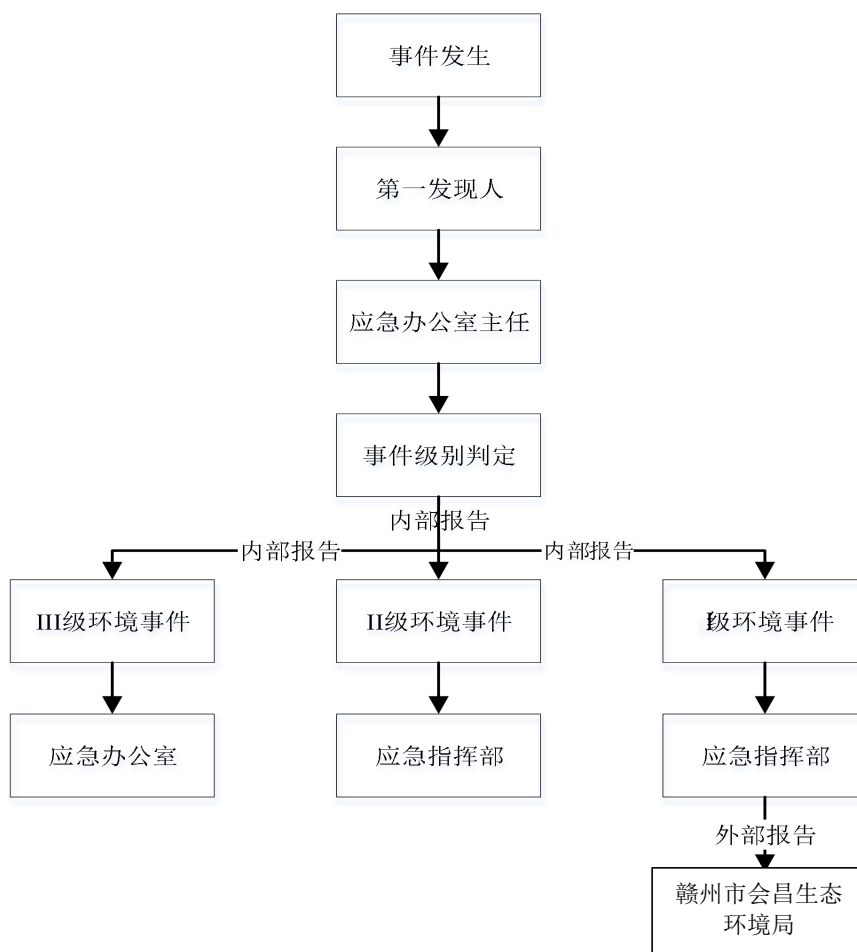 事件发生
第一发现人
应急办公室主任
事件级别判定
内部报告
内部报告
内部报告
III级环境事件
II级环境事件
I级环境事件
应急办公室
应急指挥部
应急指挥部
外部报告
赣州市会昌生态
环境局